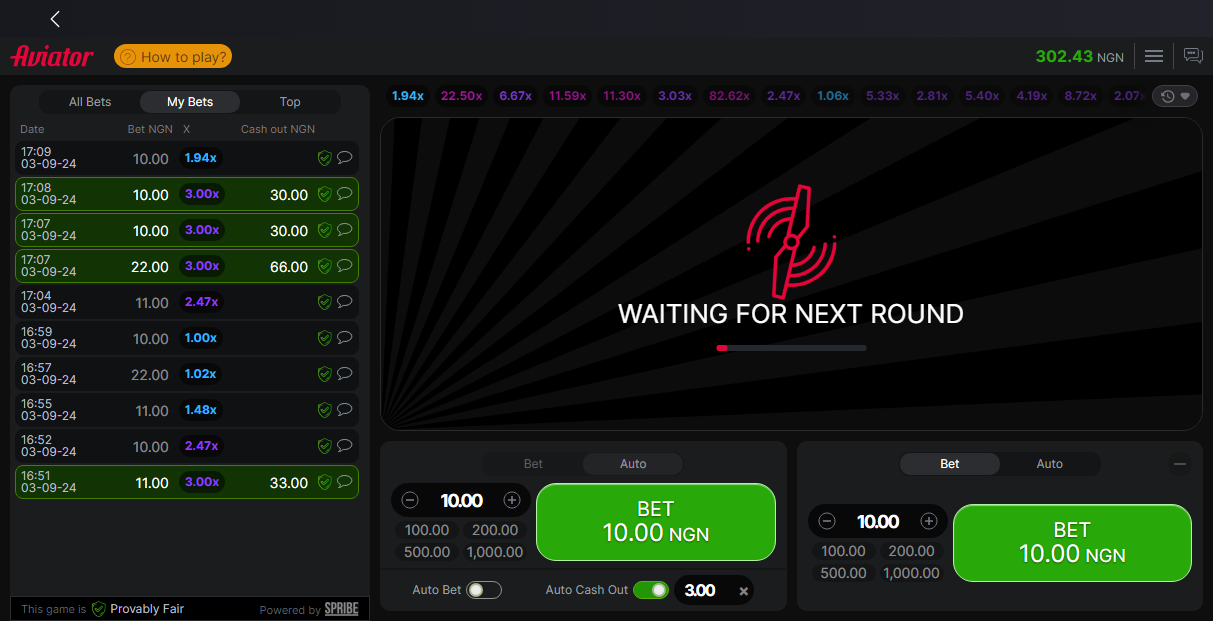 Aviator
? How to play?
302.43 NGN
All Bets My Bets Top
Date Bet NGN X Cash out NGN
17:09
03-09-24 10.00 1.94x
17:08
03-09-24 10.00 3.00x 30.00
17:07
03-09-24 10.00 3.00x 30.00
17:07
03-09-24 22.00 3.00x 66.00
17:04
03-09-24 11.00 2.47x
16:59
03-09-24 10.00 1.00x
16:57
03-09-24 22.00 1.02x
16:55
03-09-24 11.00 1.48x
16:52
03-09-24 10.00 2.47x
16:51
03-09-24 11.00 3.00x 33.00
This game is Provably Fair Powered by SPRIBE
1.94x 22.50x 6.67x 11.59x 11.30x 3.03x 82.62x 2.47x 1.06x 5.33x 2.81x 5.40x 4.19x 8.72x 2.07x
WAITING FOR NEXT ROUND
Bet Auto
10.00
100.00 200.00
500.00 1,000.00
BET
10.00 NGN
Auto Bet Auto Cash Out 3.00
Bet Auto
10.00
100.00 200.00
500.00 1,000.00
BET
10.00 NGN